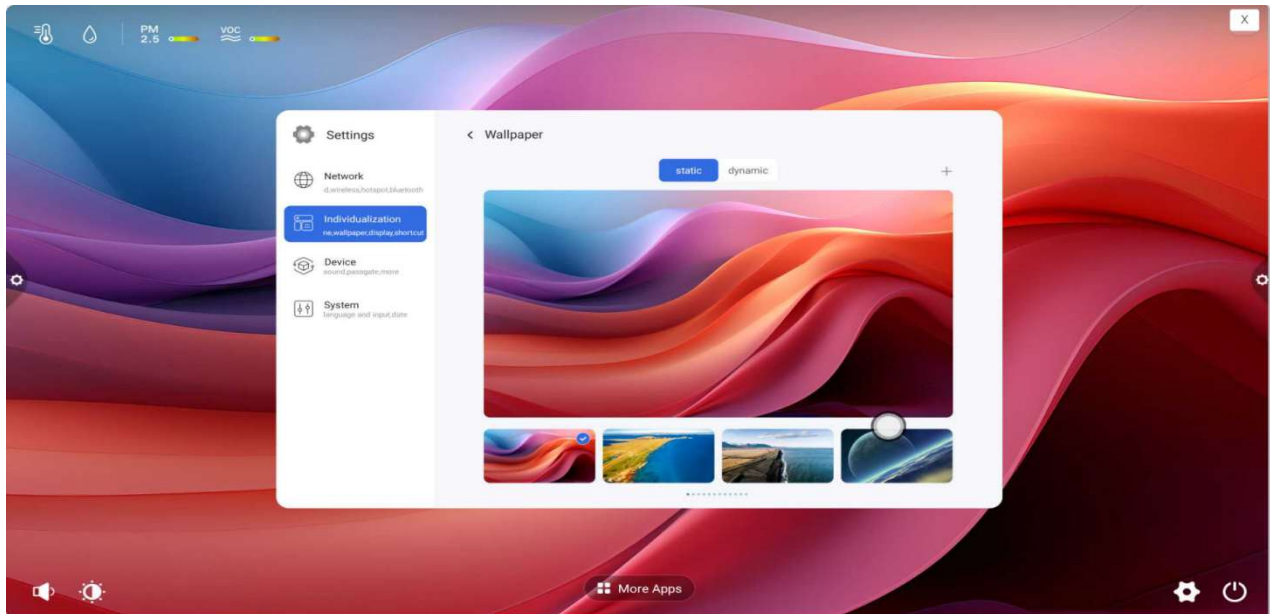 PM
2.5
VOC
X
Settings
Network
d,wireless,hotspot,bluetooth
Individualization
ne,wallpaper,display,shortcut
Device
sound,passgate,more
System
language and input,date
< Wallpaper
static dynamic +
More Apps